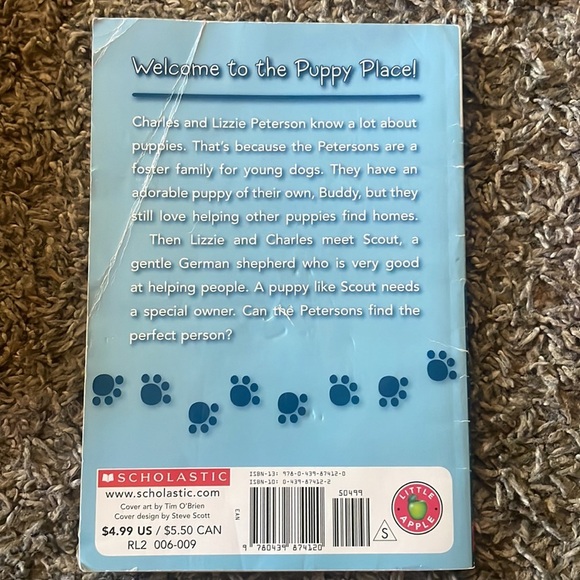 Welcome to the Puppy Place!
Charles and Lizzie Peterson know a lot about
puppies. That's because the Petersons are a
foster family for young dogs. They have an
adorable puppy of their own, Buddy, but they
still love helping other puppies find homes.
Then Lizzie and Charles meet Scout, a
gentle German shepherd who is very good
at helping people. A puppy like Scout needs
a special owner. Can the Petersons find the
perfect person?
SCHOLASTIC
www.scholastic.com
Cover art by Tim O'Brien
Cover design by Steve Scott
$4.99 US / $5.50 CAN
RL2 006-009
ISBN-13: 978-0-439-87412-0
ISBN-10: 0-439-87412-2
50499
EAN
9 780439 874120
S
LITTLE
APPLE